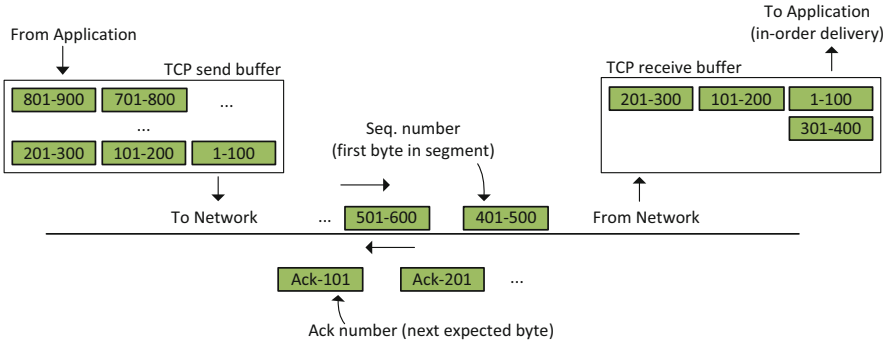 From Application
TCP send buffer
801-900 701-800 ...
...
201-300 101-200 1-100
To Network
Seq. number
(first byte in segment)
... 501-600 401-500
Ack-101 Ack-201 ...
Ack number (next expected byte)
To Application
(in-order delivery)
TCP receive buffer
201-300 101-200 1-100
301-400
From Network